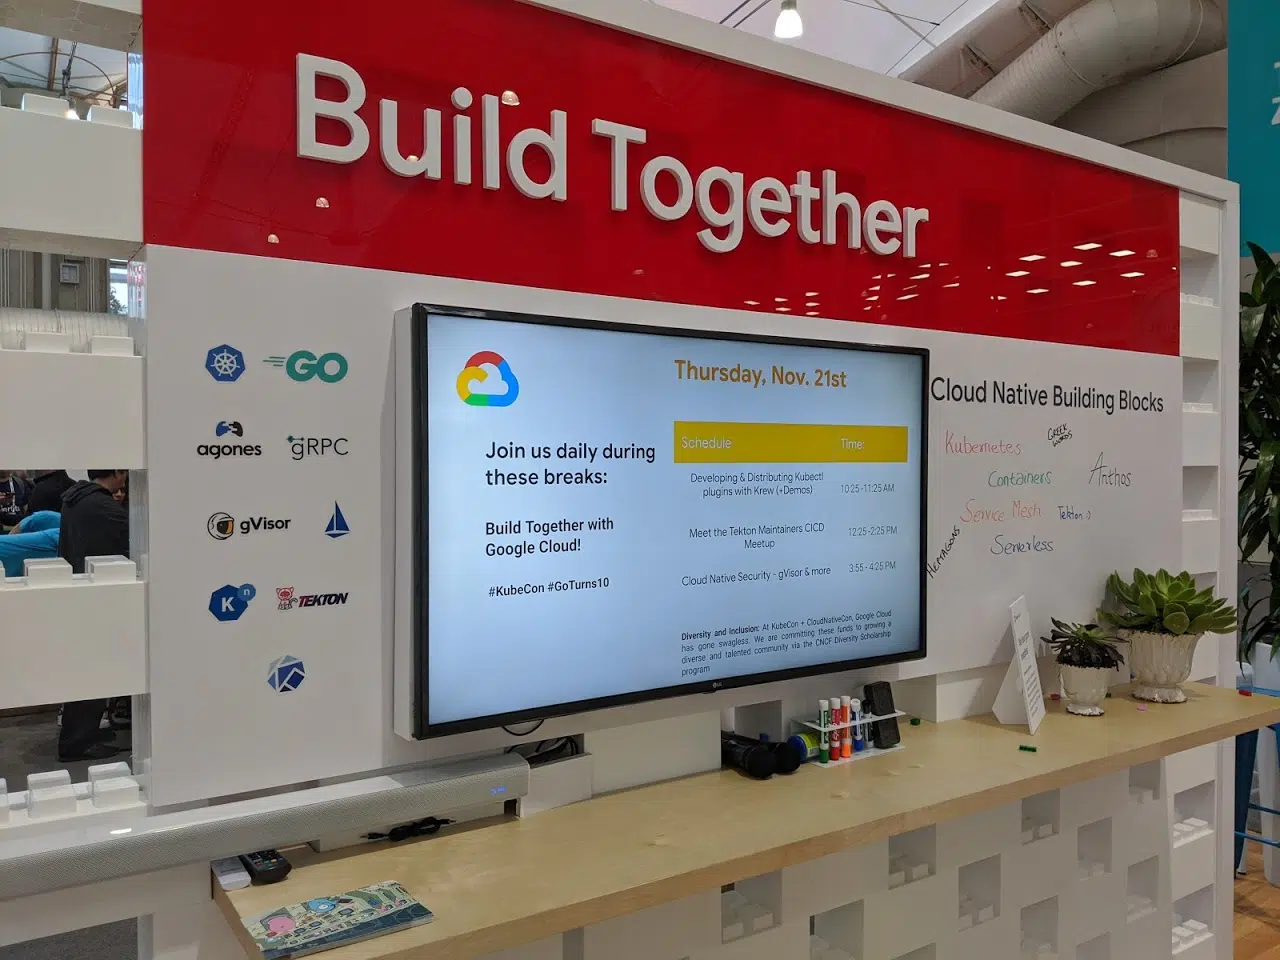 Build Together
GO
agones
gRPC
gVisor
K n
TEKTON
Thursday, Nov. 21st
Join us daily during
these breaks:
Build Together with
Google Cloud!
#KubeCon #GoTurns10
Schedule Time:
Developing & Distributing Kubectl
plugins with Krew (+Demos)
10:25 -11:25 AM
Meet the Tekton Maintainers CICD
Meetup
12:25 -2:25 PM
Cloud Native Security - gVisor & more
3:55 - 4:25 PM
Diversity and Inclusion: At KubeCon + CloudNativeCon, Google Cloud
has gone swagless. We are committing these funds to growing a
diverse and talented community via the CNCF Diversity Scholarship
program
LG
Cloud Native Building Blocks
Kubernetes
GREEK
WORDS
Containers
Anthos
Service Mesh
Tekton :)
Serverless
HEXAGONS